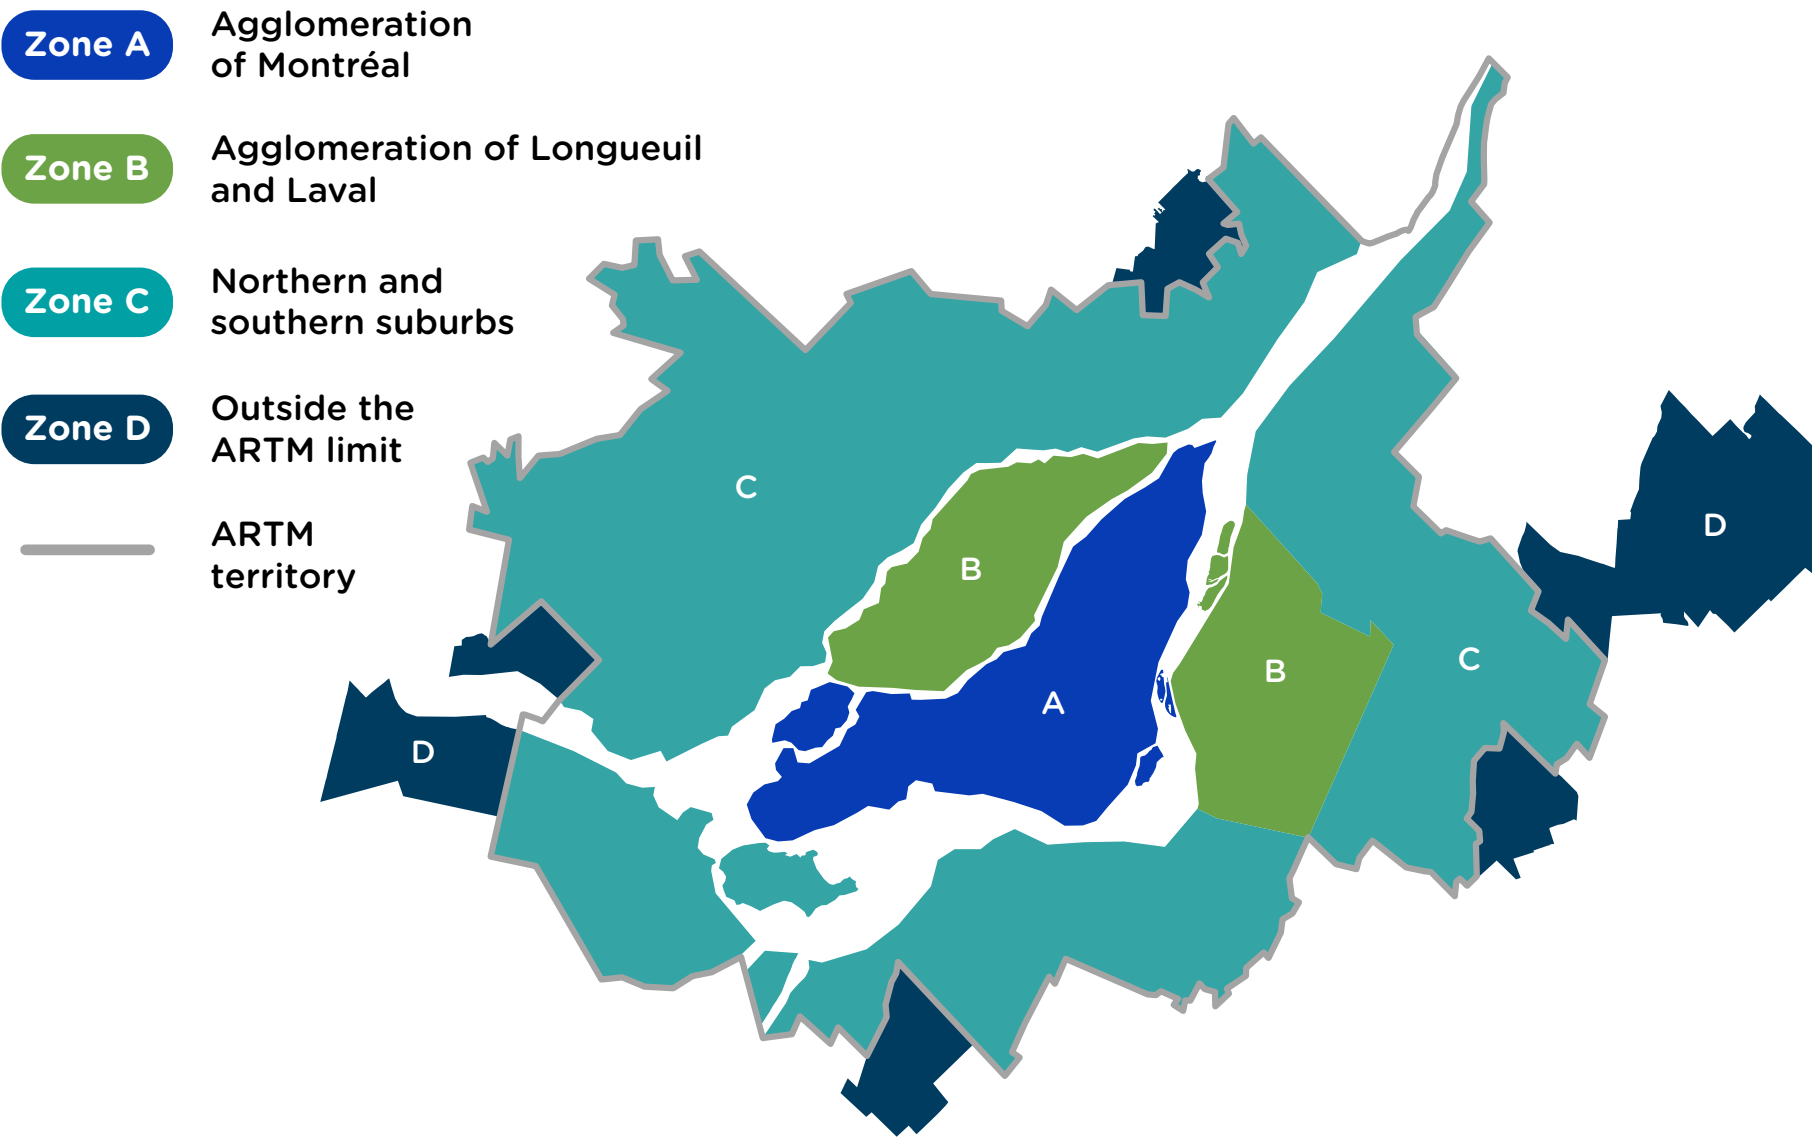 Zone A
Agglomeration
of Montréal
Zone B
Agglomeration of Longueuil
and Laval
Zone C
Northern and
southern suburbs
Zone D
Outside the
ARTM limit
ARTM
territory
C
D
B
C
B
A
D